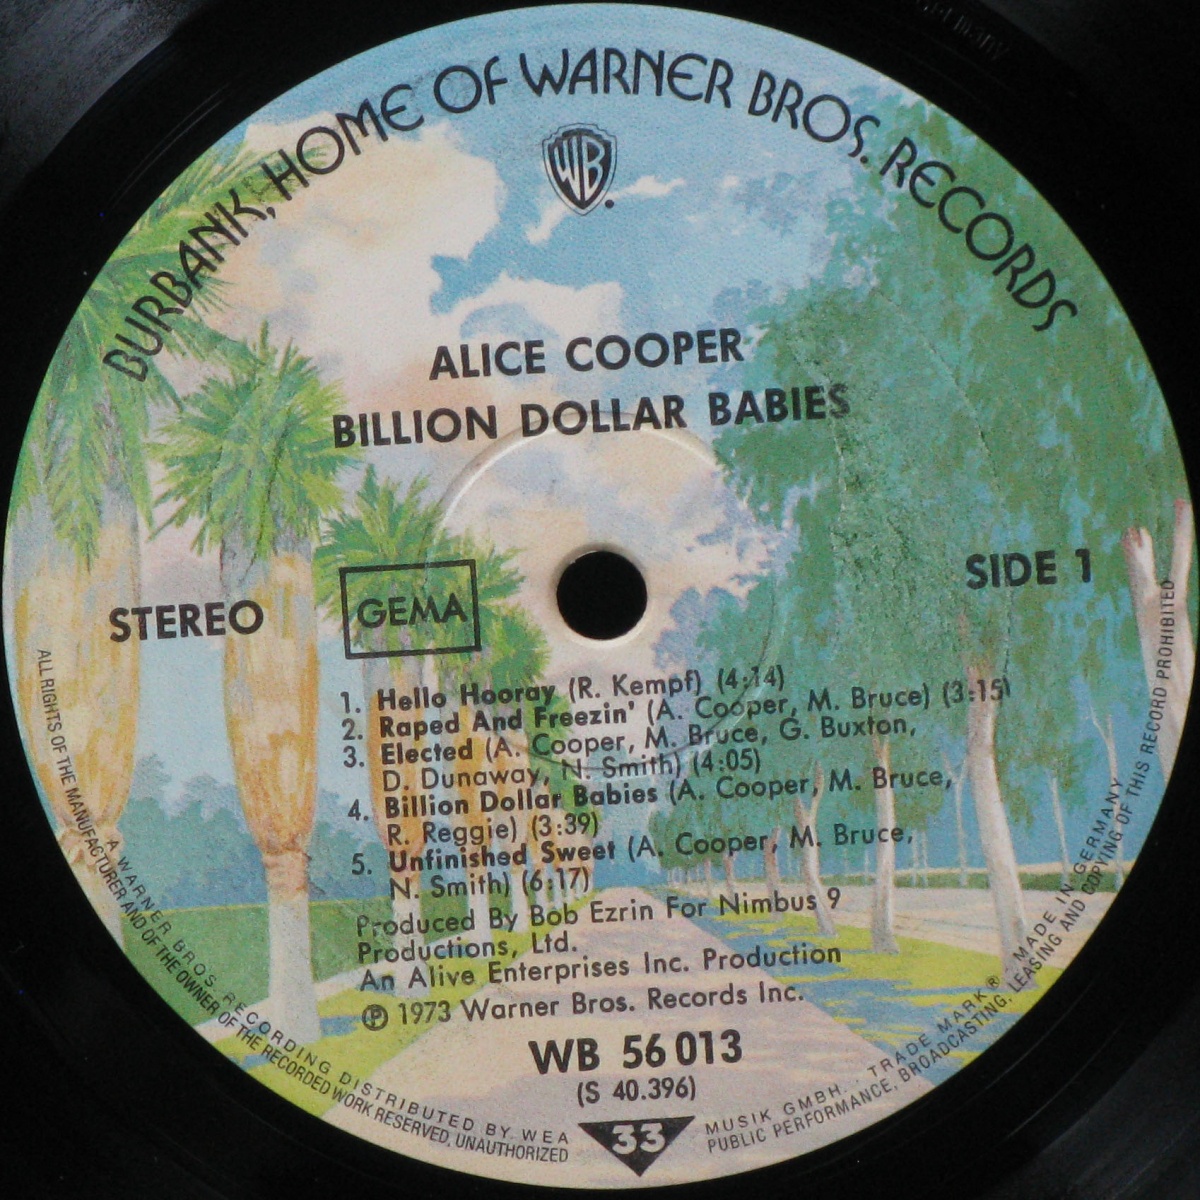 BURBANK, HOME OF WARNER BROS. RECORDS
WB
ALICE COOPER
BILLION DOLLAR BABIES
STEREO
GEMA
SIDE 1
1. Hello Hooray (R. Kempf) (4:14)
2. Raped And Freezin' (A. Cooper, M. Bruce) (3:15)
3. Elected (A. Cooper, M. Bruce, G. Buxton,
D. Dunaway, N. Smith) (4:05)
4. Billion Dollar Babies (A. Cooper, M. Bruce,
R. Reggie) (3:39)
5. Unfinished Sweet (A. Cooper, M. Bruce,
N. Smith) (6:17)
Produced By Bob Ezrin For Nimbus 9
Productions, Ltd.
An Alive Enterprises Inc. Production
Ⓟ 1973 Warner Bros. Records Inc.
WB 56 013
(S 40.396)
33
A WARNER BROS. RECORDING DISTRIBUTED BY WEA MUSIK GMBH. . TRADE MARK ® . MADE IN GERMANY
ALL RIGHTS OF THE MANUFACTURER AND OF THE OWNER OF THE RECORDED WORK RESERVED. UNAUTHORIZED PUBLIC PERFORMANCE, BROADCASTING, LEASING AND COPYING OF THIS RECORD PROHIBITED